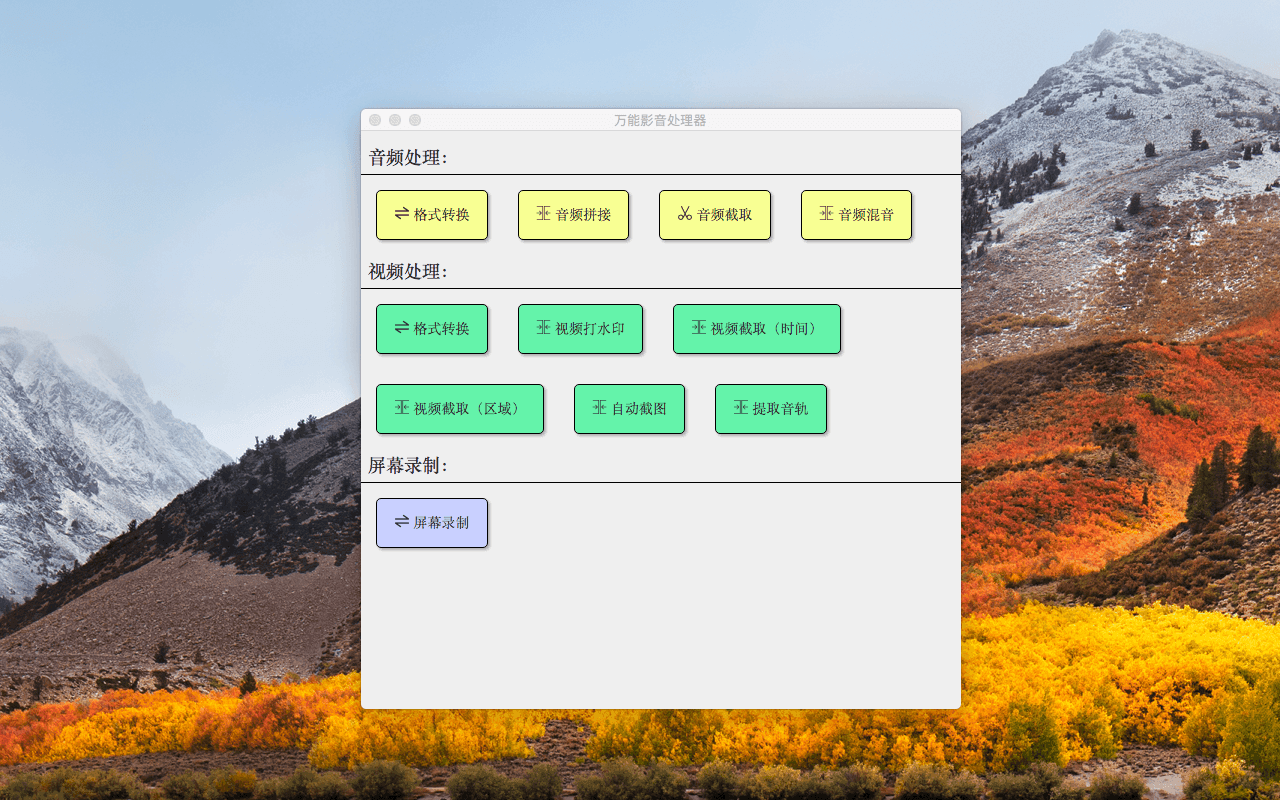 万能影音处理器
音频处理：
格式转换 音频拼接 音频截取 音频混音
视频处理：
格式转换 视频打水印 视频截取（时间）
视频截取（区域） 自动截图 提取音轨
屏幕录制：
屏幕录制